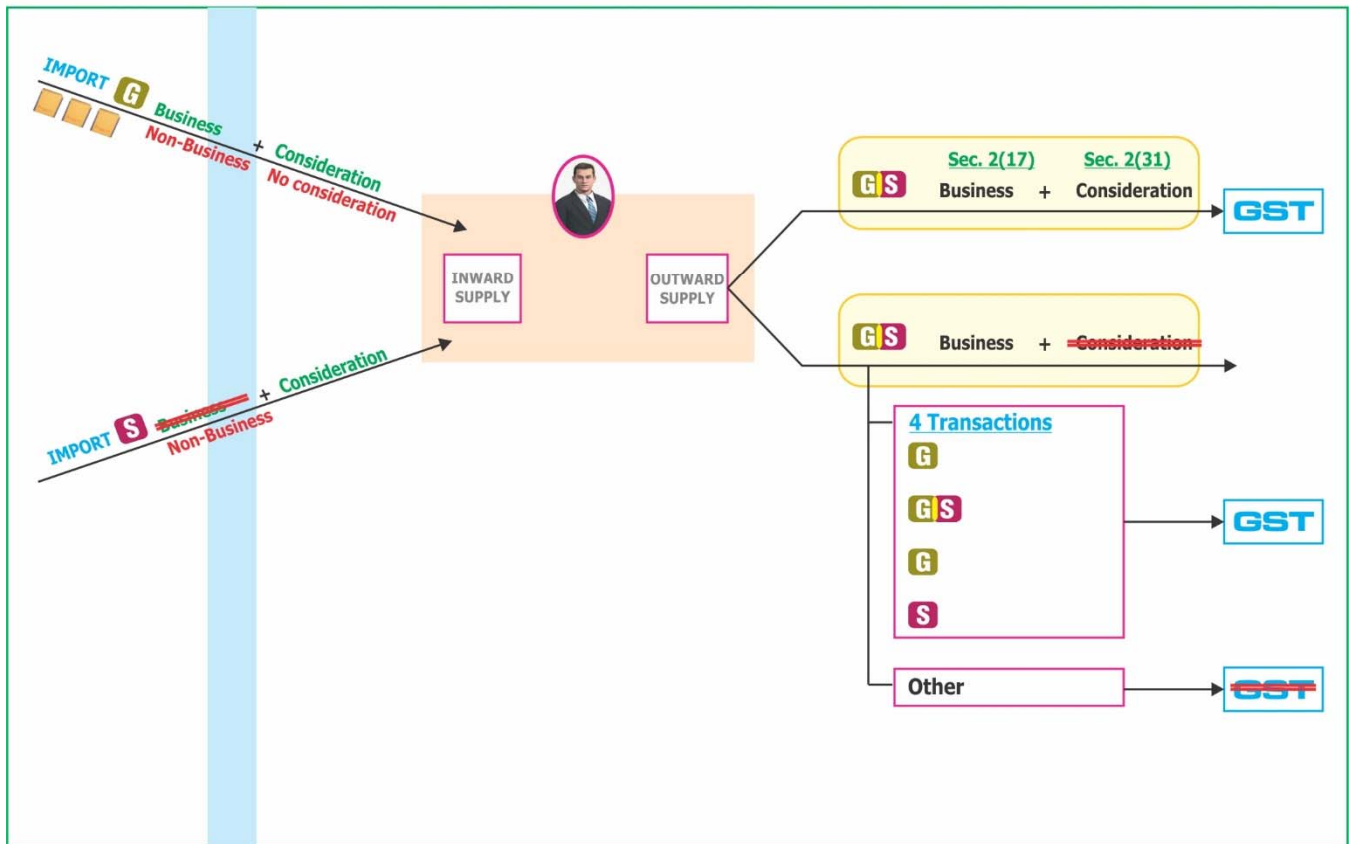 IMPORT G Business + Consideration
Non-Business No consideration
INWARD
SUPPLY
OUTWARD
SUPPLY
IMPORT S Business + Consideration
Non-Business
Sec. 2(17) Sec. 2(31)
G S Business + Consideration
GST
G S Business + Consideration
4 Transactions
G
G S
G
S
GST
Other
GST